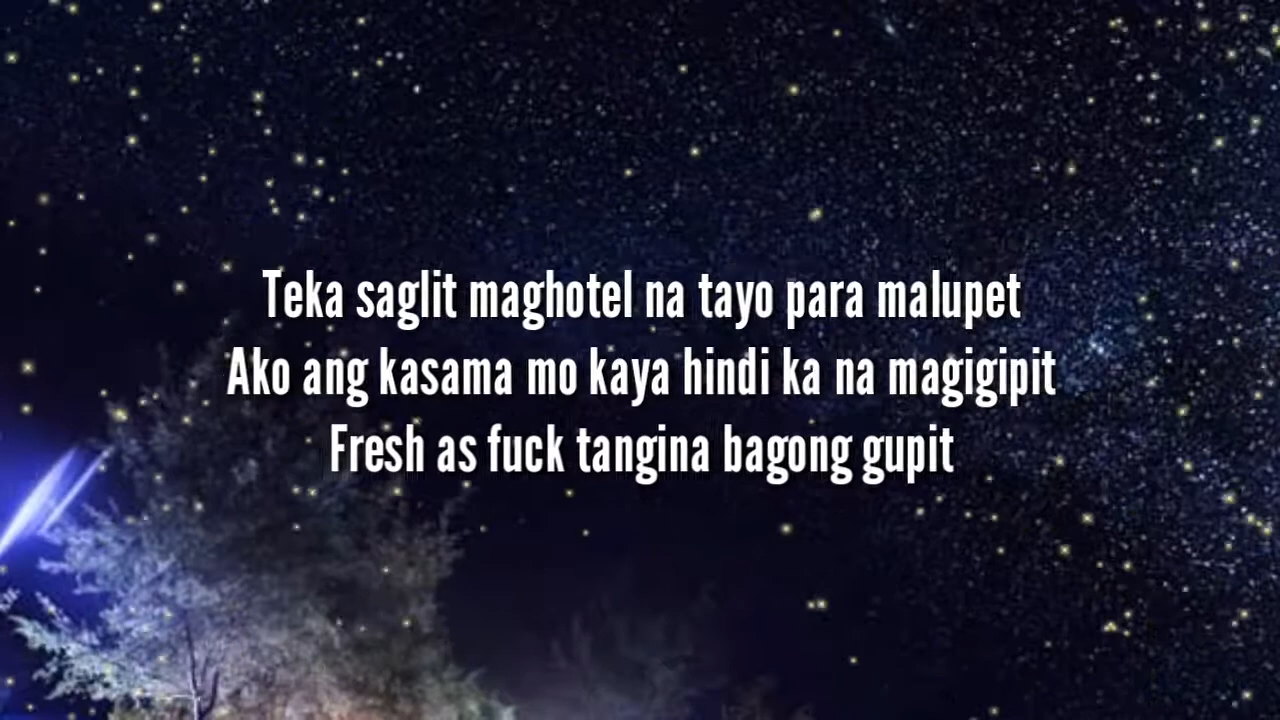 Teka saglit maghotel na tayo para malupet
Ako ang kasama mo kaya hindi ka na magigipit
Fresh as fuck tangina bagong gupit